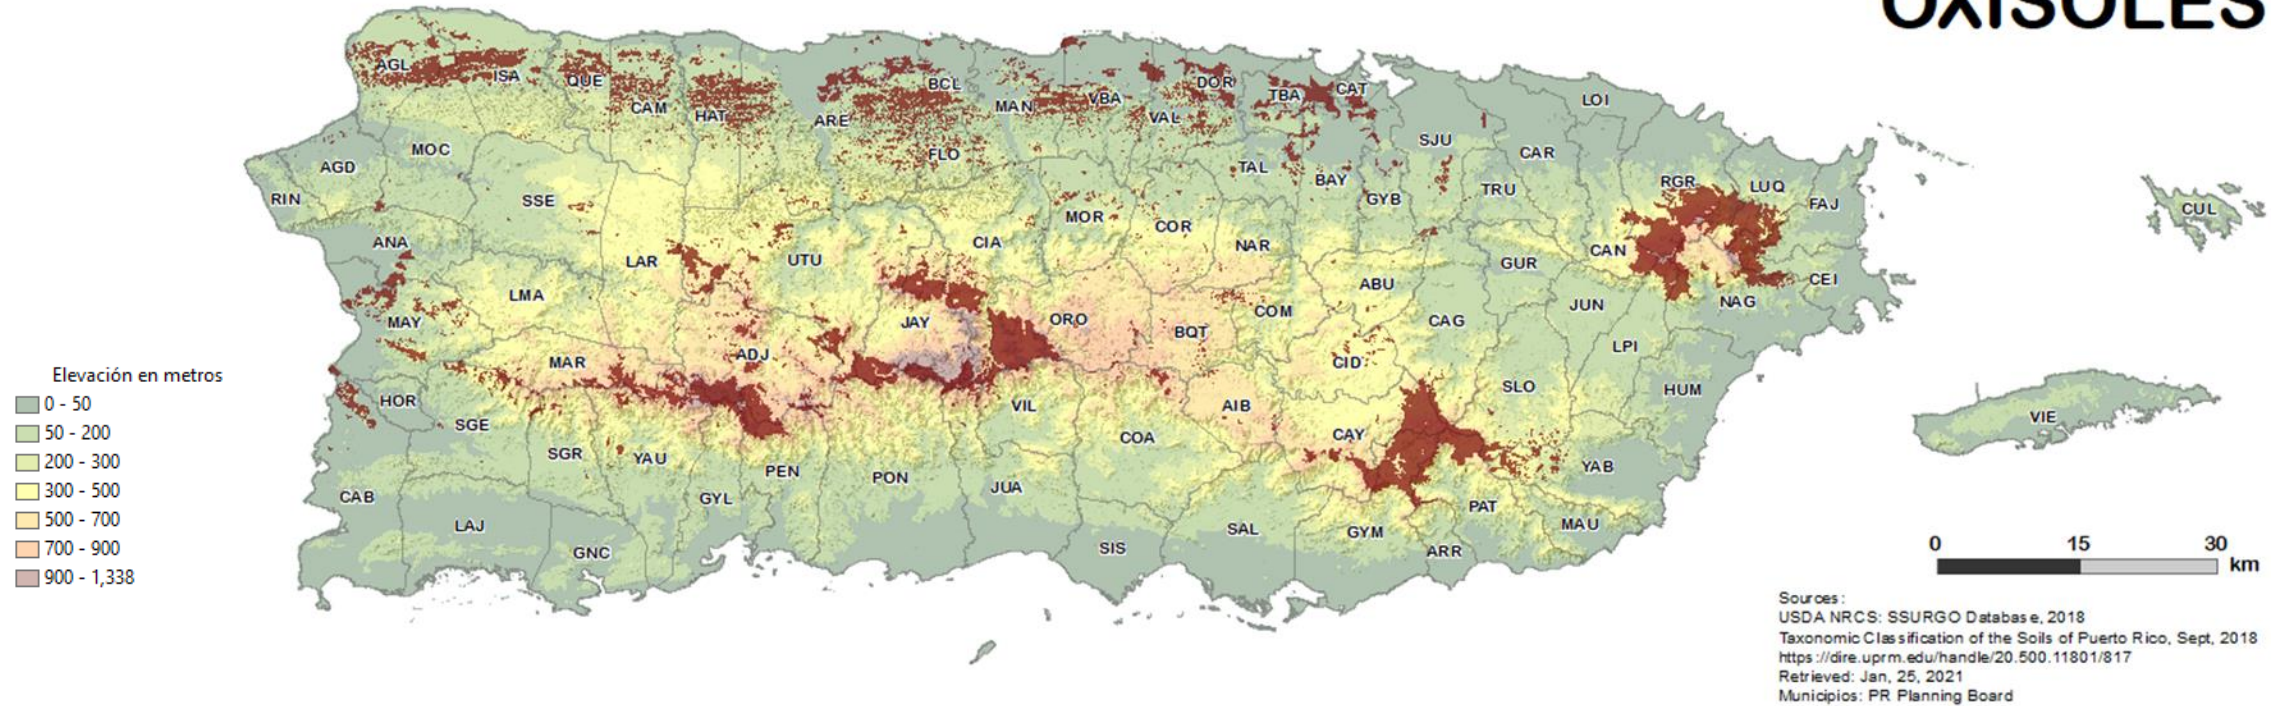 OXISOLES
AGL
ISA
QUE
CAM
HAT
ARE
BCL
MAN
VBA
VAL
DOR
TBA
CAT
LOI
MOC
AGD
RIN
SSE
FLO
TAL
BAY
GYB
SJU
CAR
TRU
RGR
LUQ
FAJ
CUL
ANA
LAR
UTU
CIA
MOR
COR
NAR
ABU
GUR
CAN
CEI
LMA
MAY
JAY
ORO
BQT
COM
CAG
JUN
NAG
MAR
ADJ
CID
LPI
HUM
SLO
HOR
SGE
VIL
AIB
VIE
SGR
YAU
PEN
PON
COA
CAY
YAB
CAB
LAJ
GNC
GYL
JUA
SIS
SAL
GYM
ARR
PAT
MAU
Elevación en metros
0 - 50
50 - 200
200 - 300
300 - 500
500 - 700
700 - 900
900 - 1,338
0 15 30
km
Sources:
USDA NRCS: SSURGO Database, 2018
Taxonomic Classification of the Soils of Puerto Rico, Sept, 2018
https://dire.uprm.edu/handle/20.500.11801/817
Retrieved: Jan, 25, 2021
Municipios: PR Planning Board